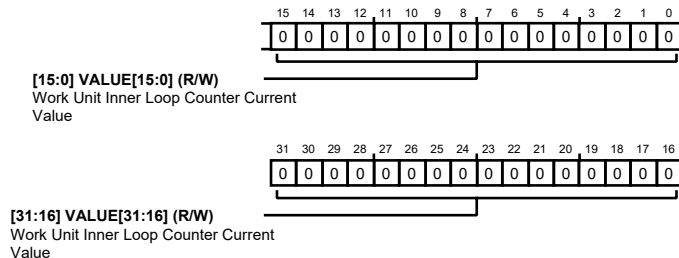 15 14 13 12 11 10 9 8 7 6 5 4 3 2 1 0
0 0 0 0 0 0 0 0 0 0 0 0 0 0 0 0
[15:0] VALUE[15:0] (R/W)
Work Unit Inner Loop Counter Current
Value
31 30 29 28 27 26 25 24 23 22 21 20 19 18 17 16
0 0 0 0 0 0 0 0 0 0 0 0 0 0 0 0
[31:16] VALUE[31:16] (R/W)
Work Unit Inner Loop Counter Current
Value